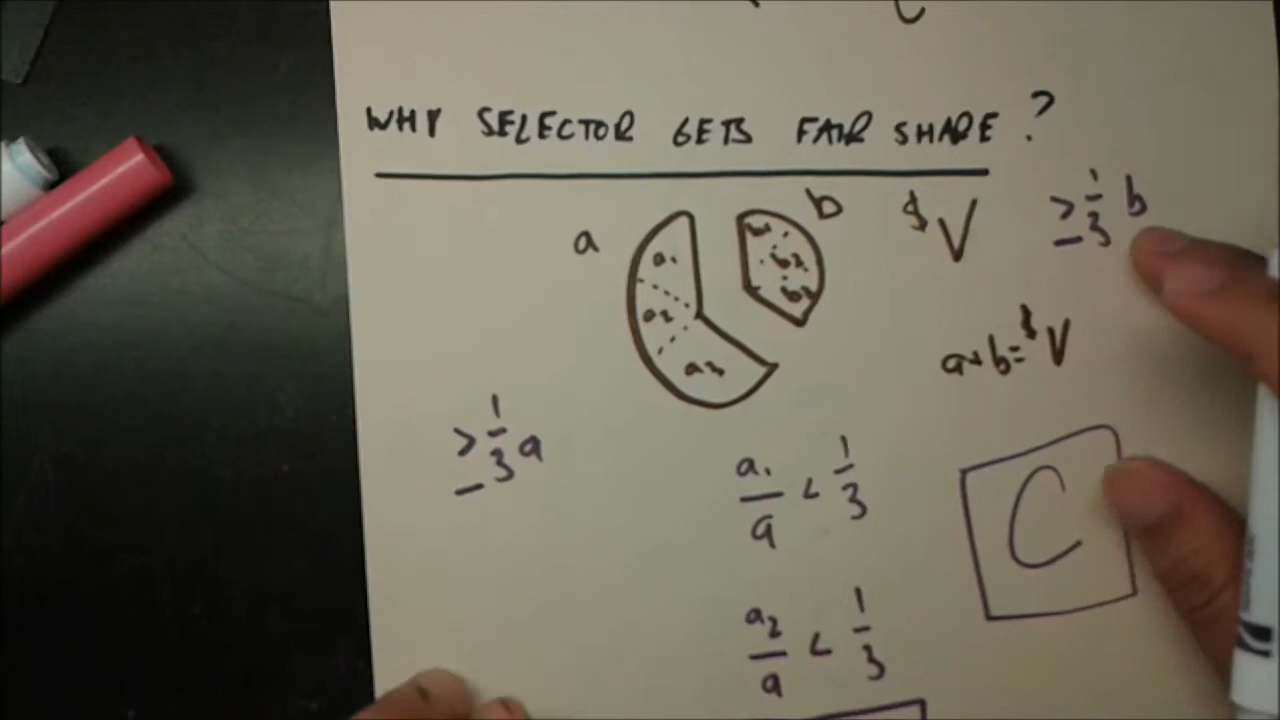 WHY SELECTOR GETS FAIR SHARE ?
a
b
$V
≥ 1/3 b
a1
a2
a3
b2
b3
a+b=$V
≥ 1/3 a
a1/a < 1/3
C
a2/a < 1/3